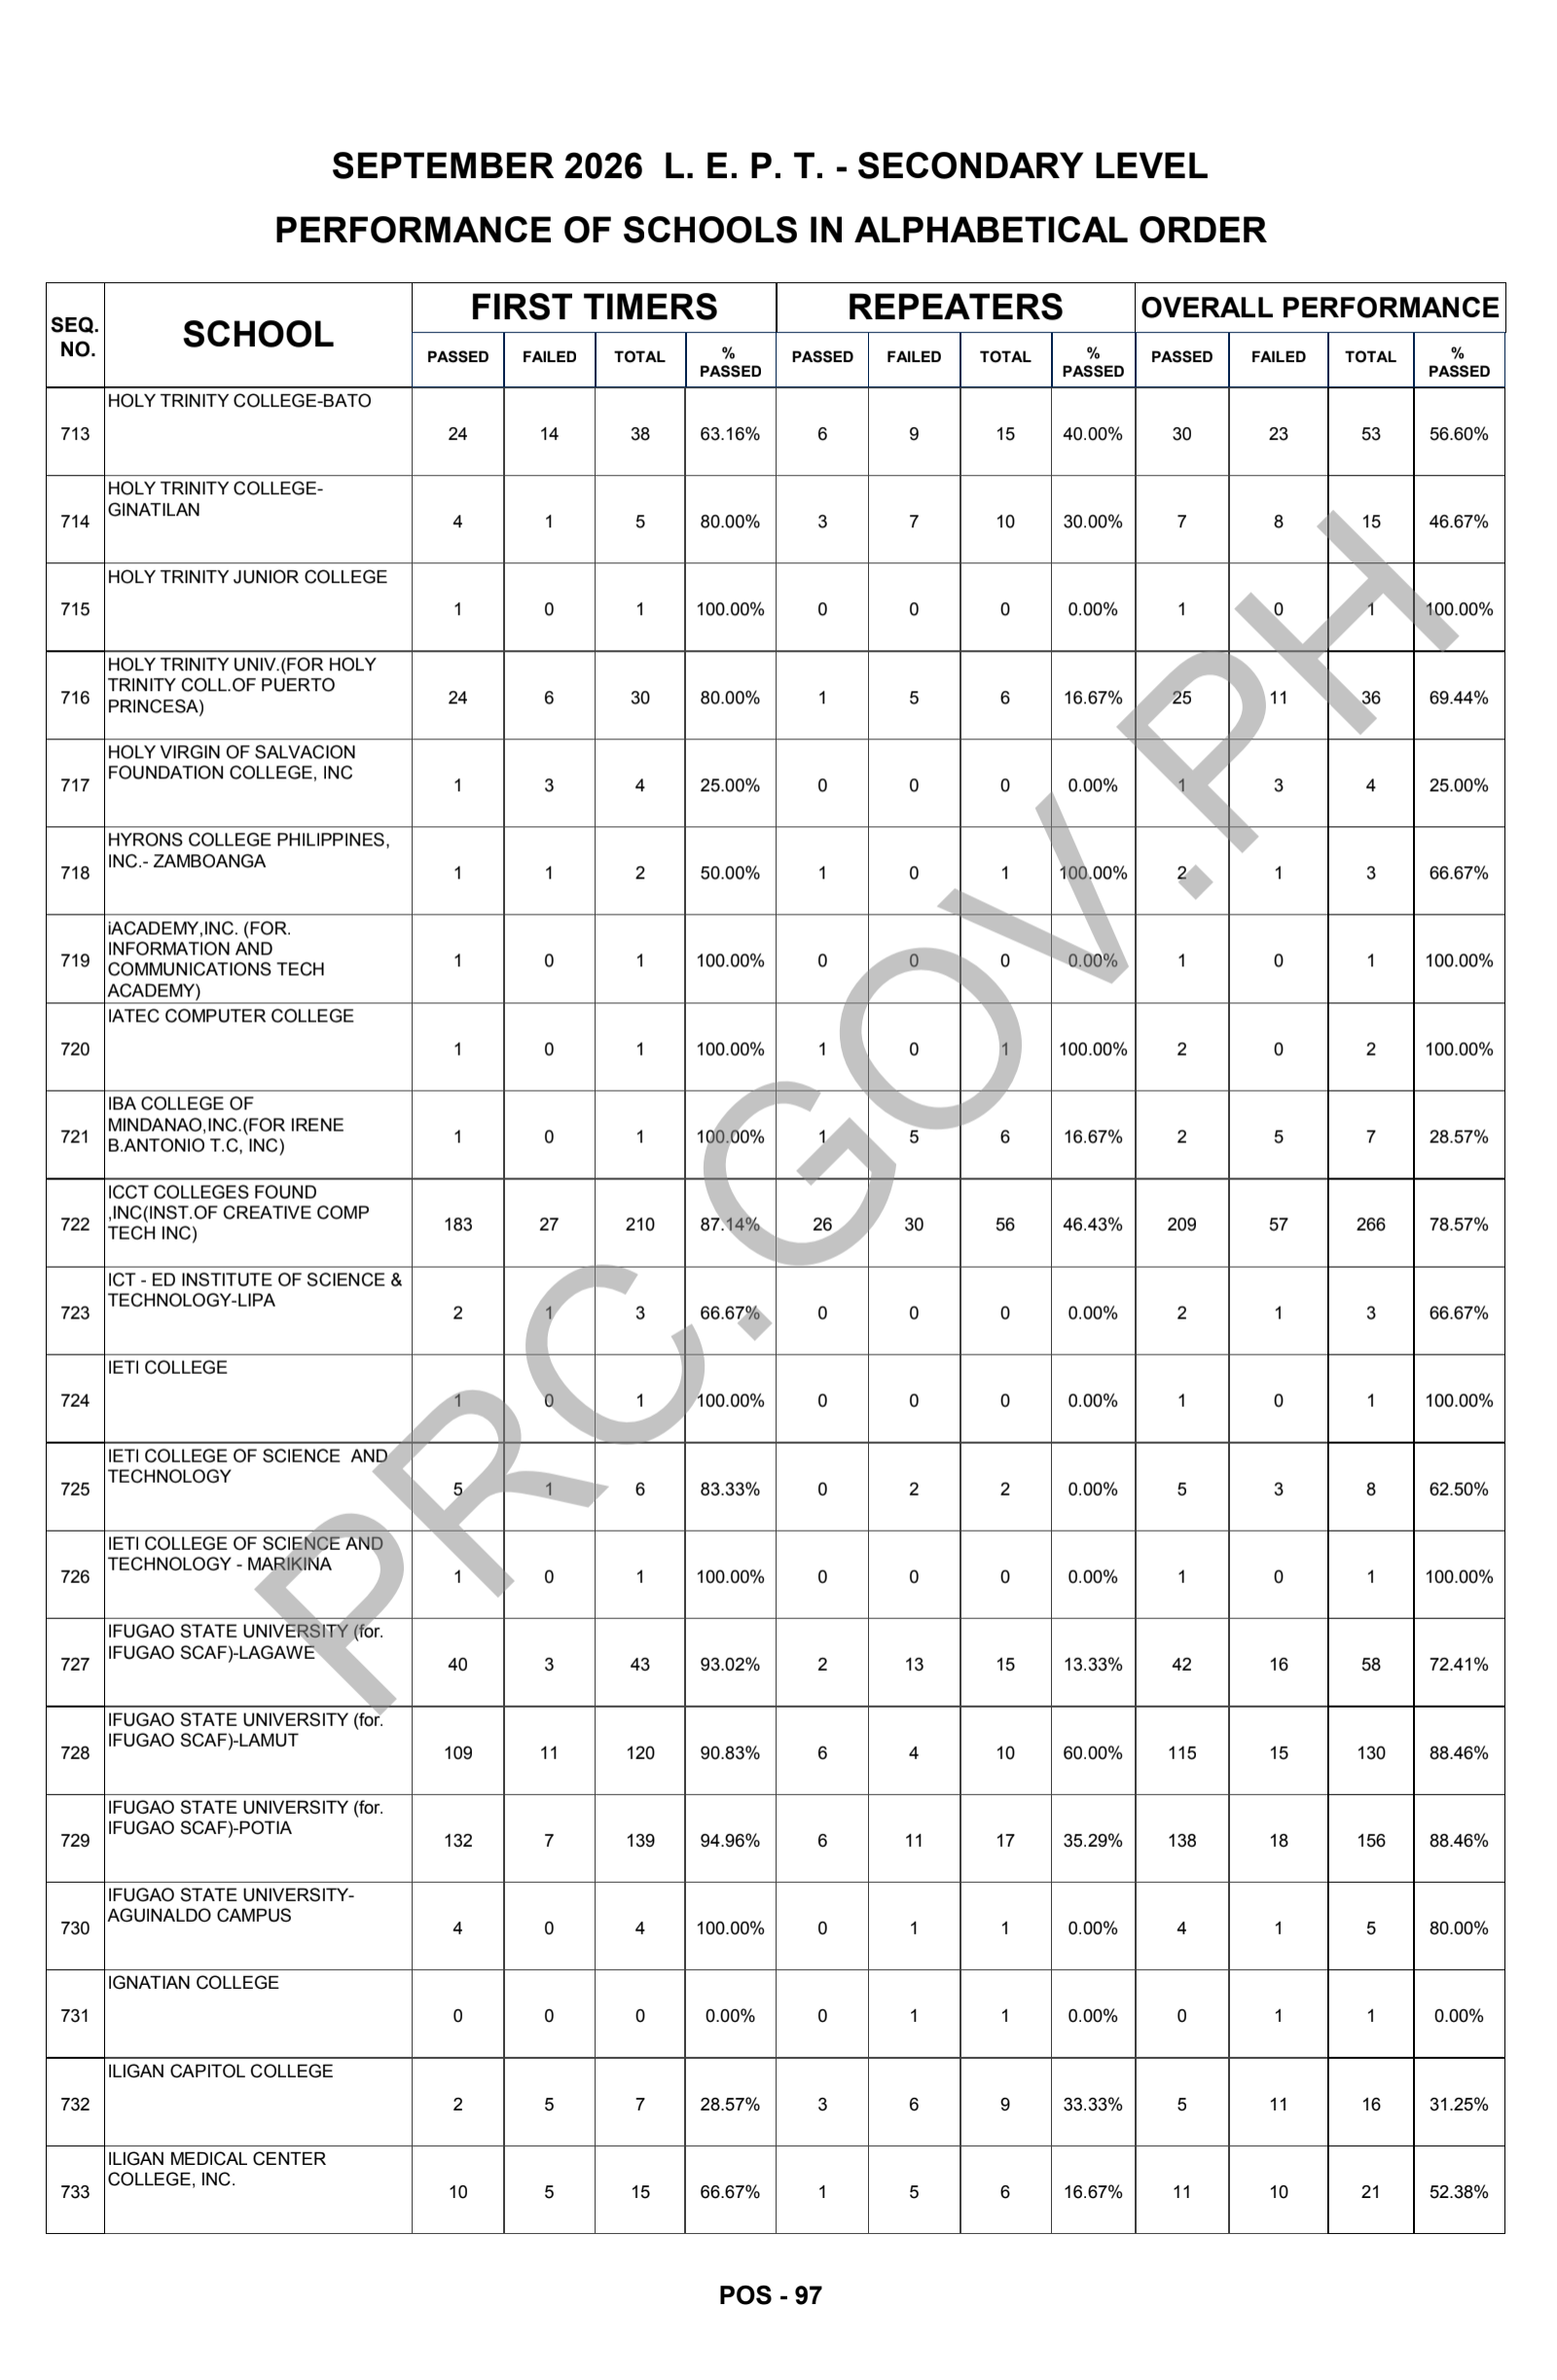 SEPTEMBER 2026 L. E. P. T. - SECONDARY LEVEL
PERFORMANCE OF SCHOOLS IN ALPHABETICAL ORDER
SEQ. NO. SCHOOL FIRST TIMERS REPEATERS OVERALL PERFORMANCE
PASSED FAILED TOTAL % PASSED PASSED FAILED TOTAL % PASSED PASSED FAILED TOTAL % PASSED
HOLY TRINITY COLLEGE-BATO
713 24 14 38 63.16% 6 9 15 40.00% 30 23 53 56.60%
HOLY TRINITY COLLEGE-
GINATILAN
714 4 1 5 80.00% 3 7 10 30.00% 7 8 15 46.67%
HOLY TRINITY JUNIOR COLLEGE
715 1 0 1 100.00% 0 0 0 0.00% 1 0 1 100.00%
HOLY TRINITY UNIV.(FOR HOLY
TRINITY COLL.OF PUERTO
PRINCESA)
716 24 6 30 80.00% 1 5 6 16.67% 25 11 36 69.44%
HOLY VIRGIN OF SALVACION
FOUNDATION COLLEGE, INC
717 1 3 4 25.00% 0 0 0 0.00% 1 3 4 25.00%
HYRONS COLLEGE PHILIPPINES,
INC.- ZAMBOANGA
718 1 1 2 50.00% 1 0 1 100.00% 2 1 3 66.67%
iACADEMY,INC. (FOR.
INFORMATION AND
COMMUNICATIONS TECH
ACADEMY)
719 1 0 1 100.00% 0 0 0 0.00% 1 0 1 100.00%
IATEC COMPUTER COLLEGE
720 1 0 1 100.00% 1 0 1 100.00% 2 0 2 100.00%
IBA COLLEGE OF
MINDANAO,INC.(FOR IRENE
B.ANTONIO T.C, INC)
721 1 0 1 100.00% 1 5 6 16.67% 2 5 7 28.57%
ICCT COLLEGES FOUND
,INC(INST.OF CREATIVE COMP
TECH INC)
722 183 27 210 87.14% 26 30 56 46.43% 209 57 266 78.57%
ICT - ED INSTITUTE OF SCIENCE &
TECHNOLOGY-LIPA
723 2 1 3 66.67% 0 0 0 0.00% 2 1 3 66.67%
IETI COLLEGE
724 1 0 1 100.00% 0 0 0 0.00% 1 0 1 100.00%
IETI COLLEGE OF SCIENCE AND
TECHNOLOGY
725 5 1 6 83.33% 0 2 2 0.00% 5 3 8 62.50%
IETI COLLEGE OF SCIENCE AND
TECHNOLOGY - MARIKINA
726 1 0 1 100.00% 0 0 0 0.00% 1 0 1 100.00%
IFUGAO STATE UNIVERSITY (for.
IFUGAO SCAF)-LAGAWE
727 40 3 43 93.02% 2 13 15 13.33% 42 16 58 72.41%
IFUGAO STATE UNIVERSITY (for.
IFUGAO SCAF)-LAMUT
728 109 11 120 90.83% 6 4 10 60.00% 115 15 130 88.46%
IFUGAO STATE UNIVERSITY (for.
IFUGAO SCAF)-POTIA
729 132 7 139 94.96% 6 11 17 35.29% 138 18 156 88.46%
IFUGAO STATE UNIVERSITY-
AGUINALDO CAMPUS
730 4 0 4 100.00% 0 1 1 0.00% 4 1 5 80.00%
IGNATIAN COLLEGE
731 0 0 0 0.00% 0 1 1 0.00% 0 1 1 0.00%
ILIGAN CAPITOL COLLEGE
732 2 5 7 28.57% 3 6 9 33.33% 5 11 16 31.25%
ILIGAN MEDICAL CENTER
COLLEGE, INC.
733 10 5 15 66.67% 1 5 6 16.67% 11 10 21 52.38%
PRC.GOV.PH
POS - 97